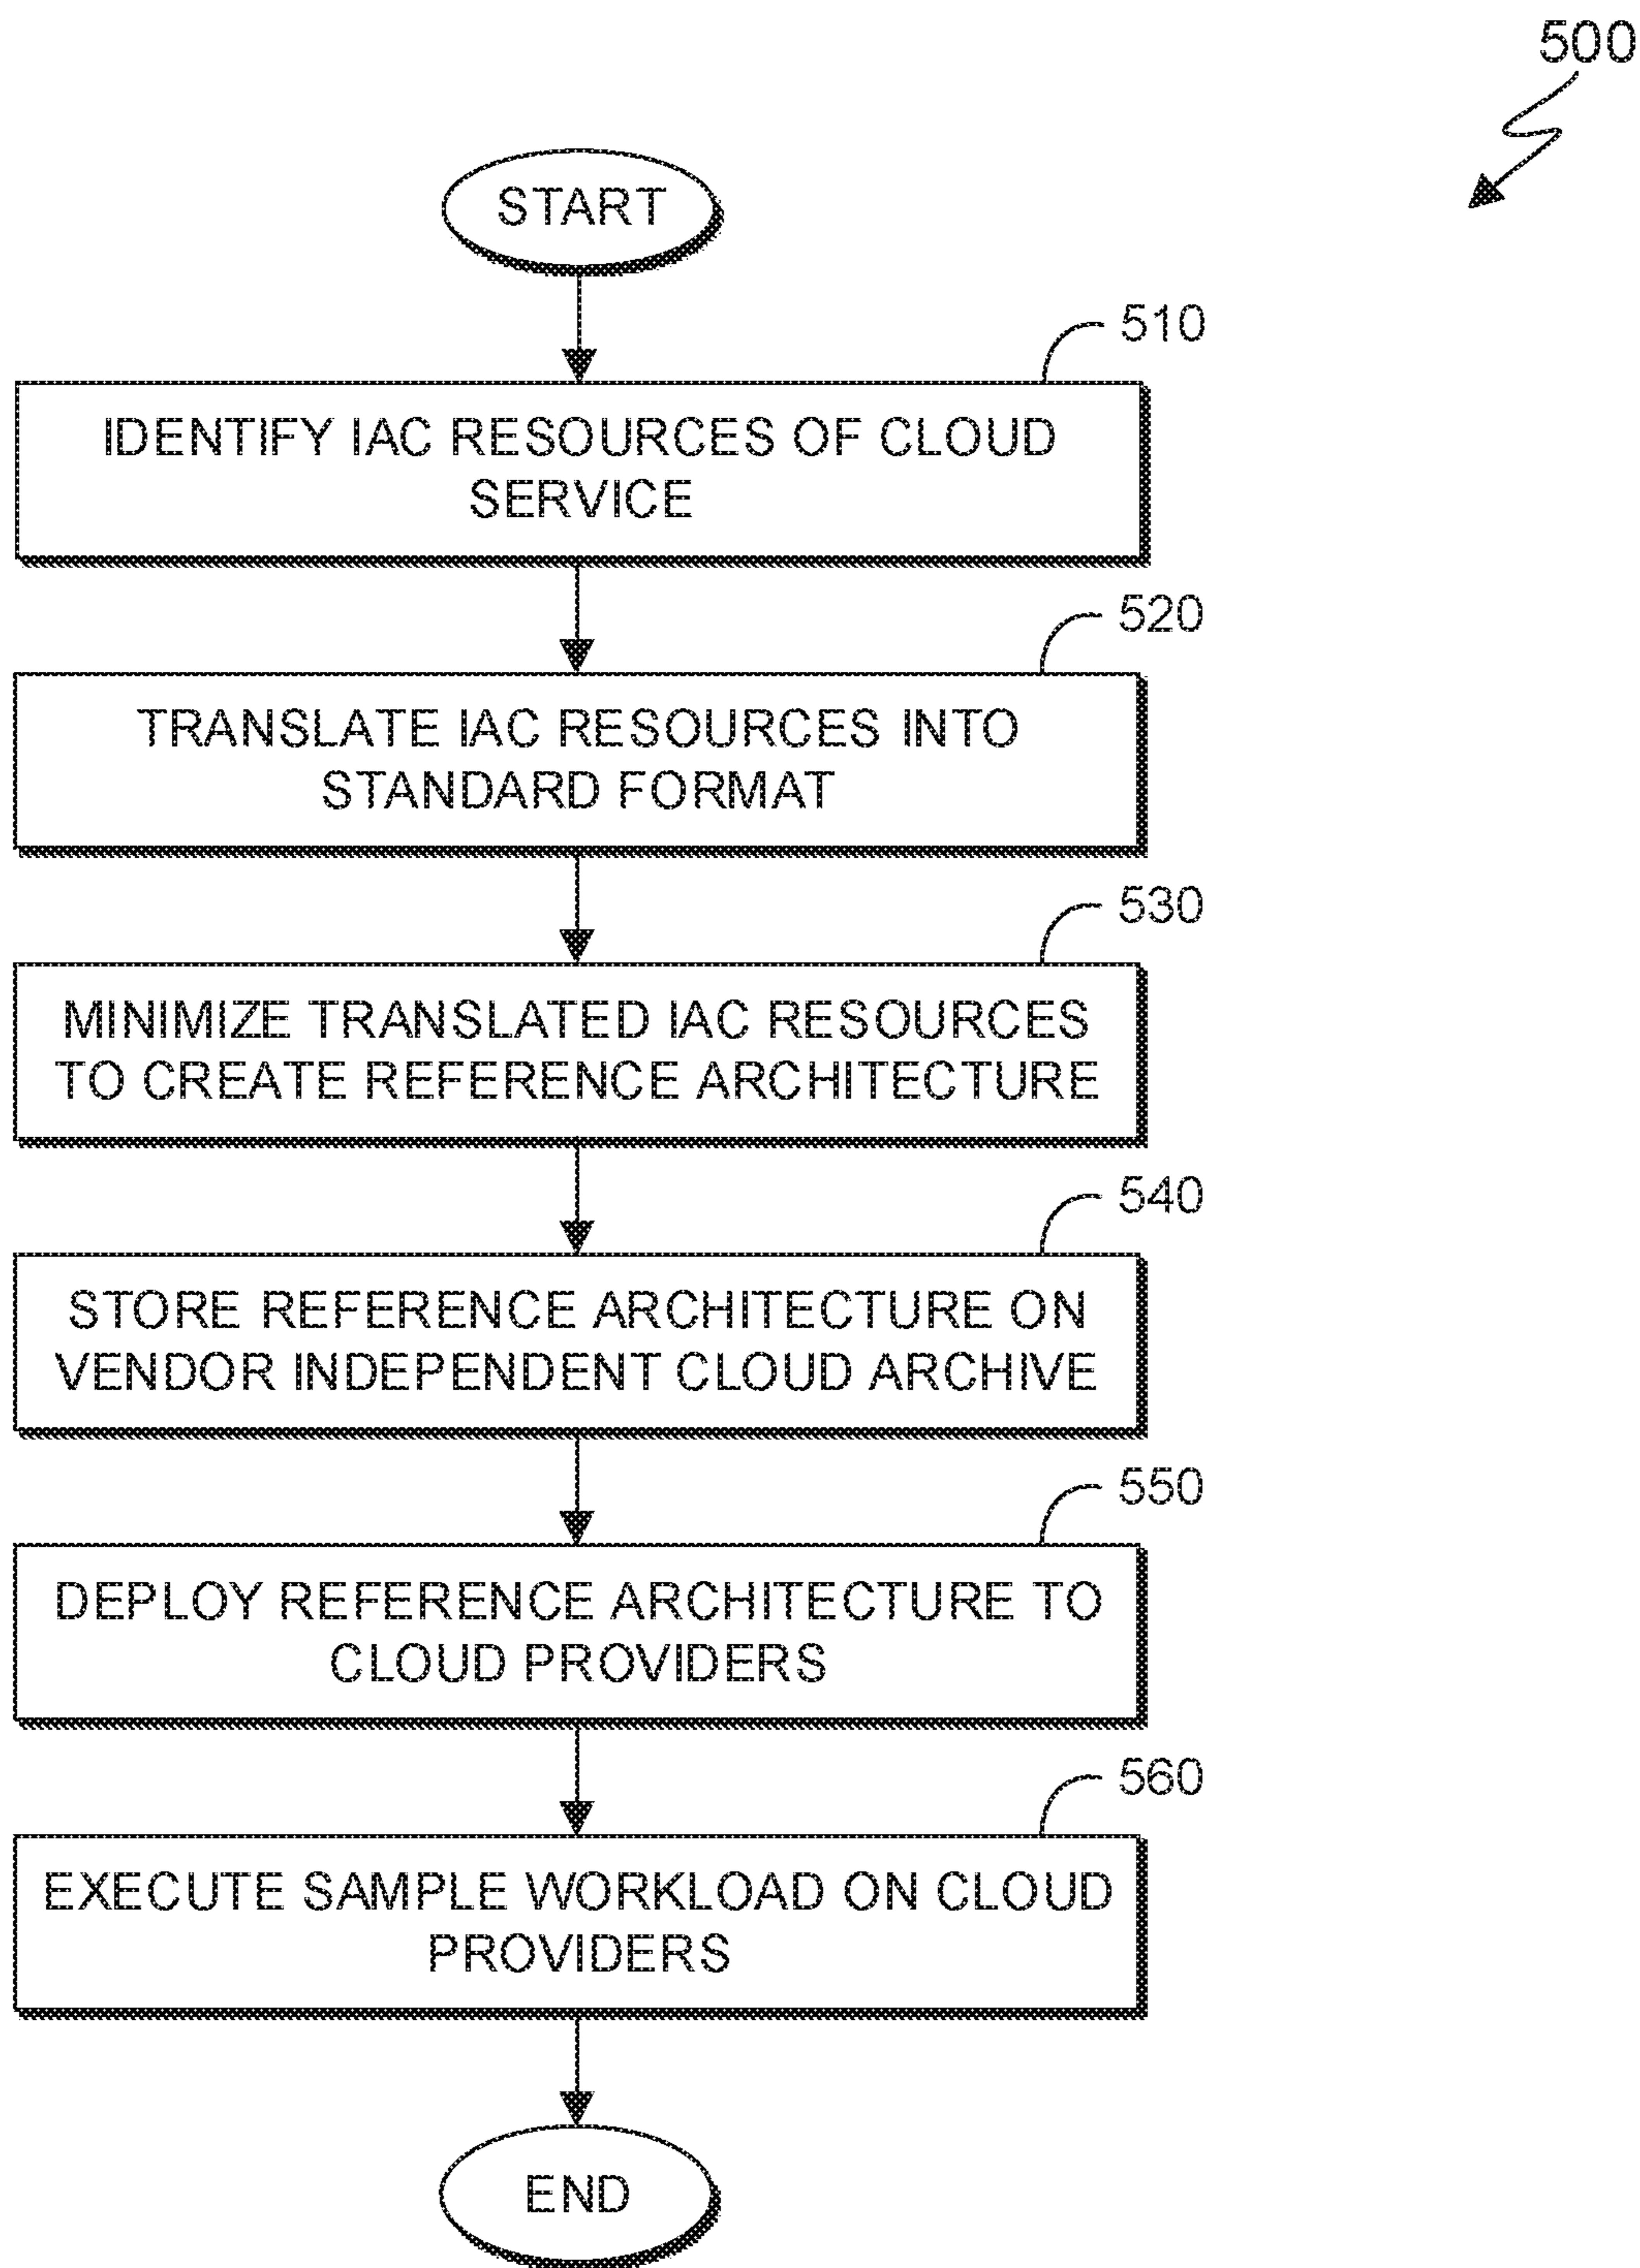 500
START
510
IDENTIFY IAC RESOURCES OF CLOUD
SERVICE
520
TRANSLATE IAC RESOURCES INTO
STANDARD FORMAT
530
MINIMIZE TRANSLATED IAC RESOURCES
TO CREATE REFERENCE ARCHITECTURE
540
STORE REFERENCE ARCHITECTURE ON
VENDOR INDEPENDENT CLOUD ARCHIVE
550
DEPLOY REFERENCE ARCHITECTURE TO
CLOUD PROVIDERS
560
EXECUTE SAMPLE WORKLOAD ON CLOUD
PROVIDERS
END